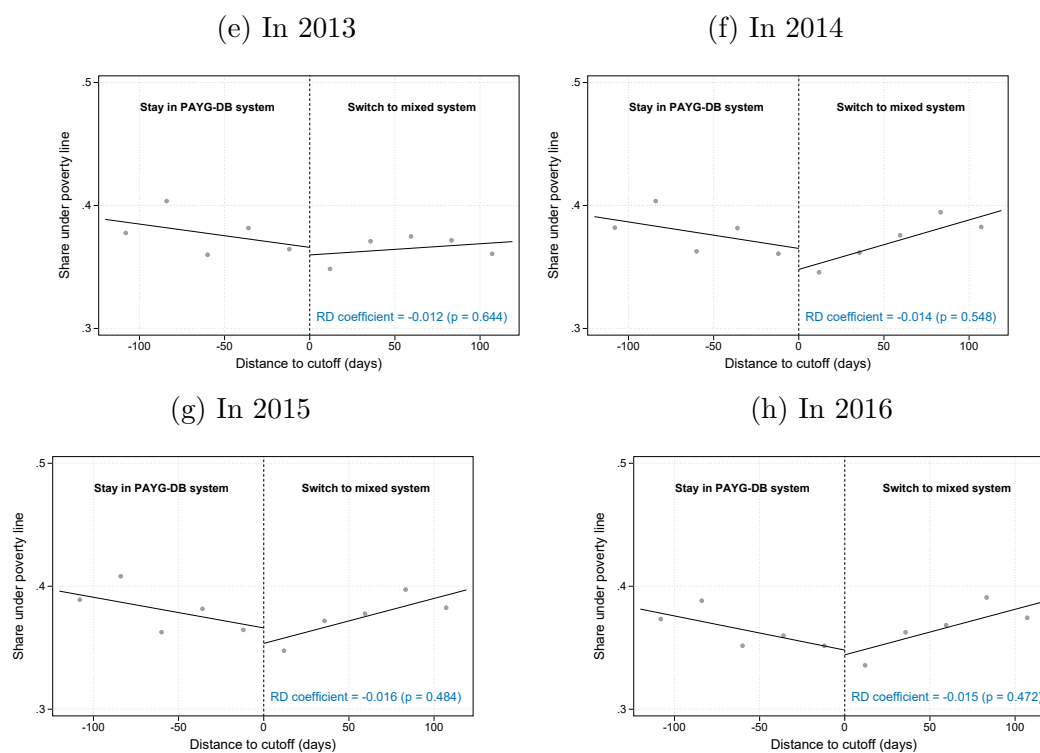 (e) In 2013
Share under poverty line
.5
.4
.3
Stay in PAYG-DB system
Switch to mixed system
RD coefficient = -0.012 (p = 0.644)
-100 -50 0 50 100
Distance to cutoff (days)
(f) In 2014
Share under poverty line
.5
.4
.3
Stay in PAYG-DB system
Switch to mixed system
RD coefficient = -0.014 (p = 0.548)
-100 -50 0 50 100
Distance to cutoff (days)
(g) In 2015
Share under poverty line
.5
.4
.3
Stay in PAYG-DB system
Switch to mixed system
RD coefficient = -0.016 (p = 0.484)
-100 -50 0 50 100
Distance to cutoff (days)
(h) In 2016
Share under poverty line
.5
.4
.3
Stay in PAYG-DB system
Switch to mixed system
RD coefficient = -0.015 (p = 0.472)
-100 -50 0 50 100
Distance to cutoff (days)